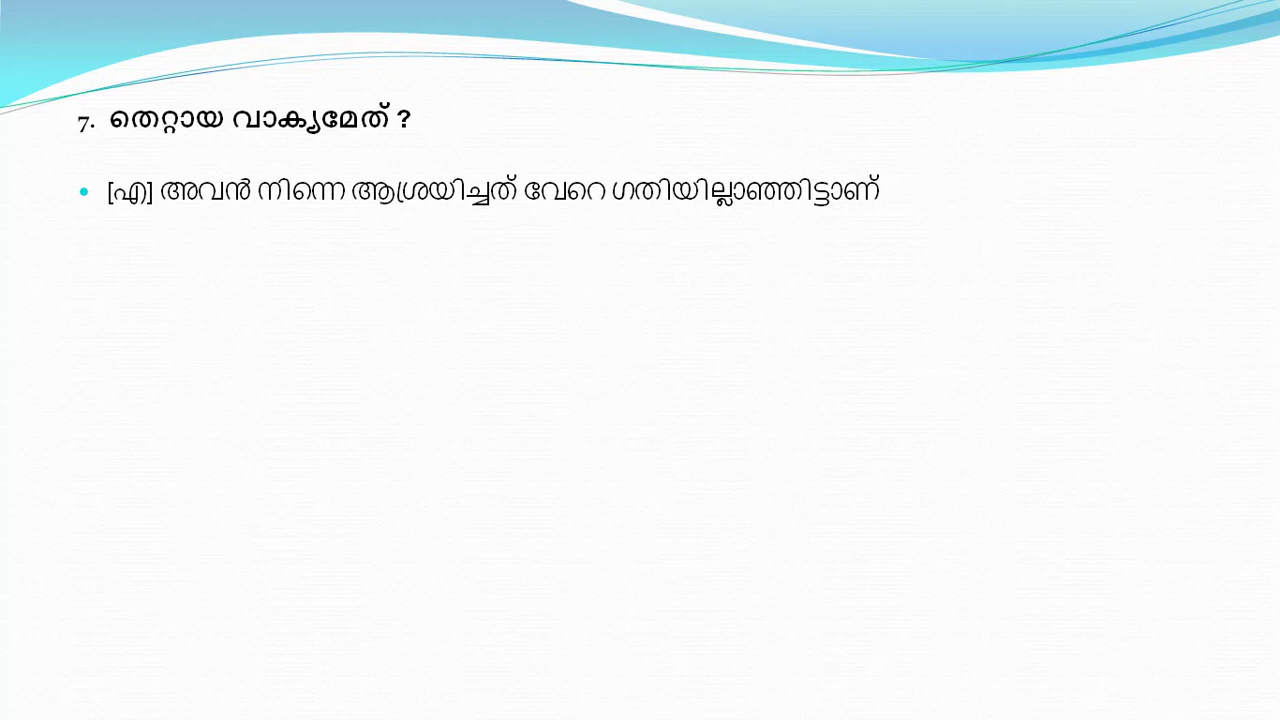 7. തെറ്റായ വാക്യമേത് ?
• [എ] അവൻ നിന്നെ ആശ്രയിച്ചത് വേറെ ഗതിയില്ലാഞ്ഞിട്ടാണ്